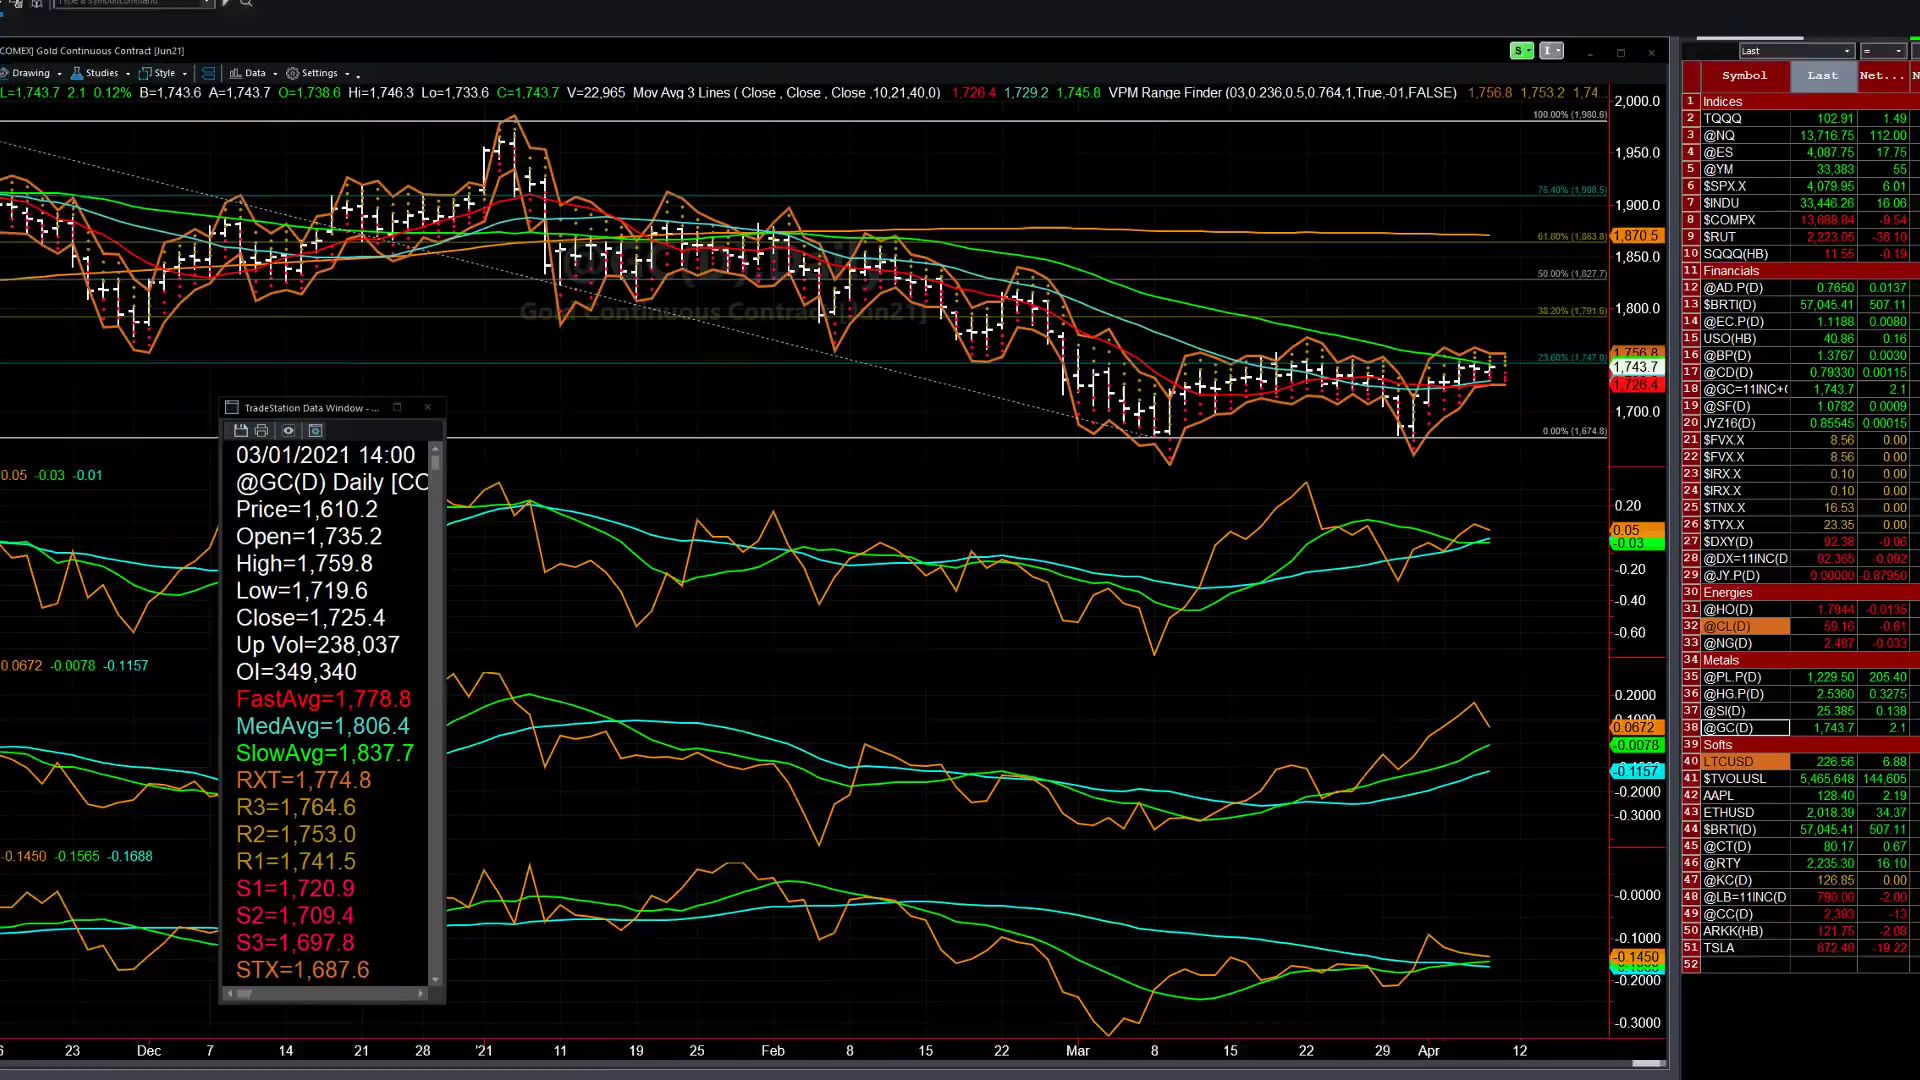 Type a symbol/command
COMEX] Gold Continuous Contract [Jun21]
S
I
Drawing Studies Style Data Settings
L=1,743.7 2.1 0.12% B=1,743.6 A=1,743.7 O=1,738.6 Hi=1,746.3 Lo=1,733.6 C=1,743.7 V=22,965 Mov Avg 3 Lines ( Close , Close , Close ,10,21,40,0) 1,726.4 1,729.2 1,745.8 VPM Range Finder (03,0.236,0.5,0.764,1,True,-01,FALSE) 1,756.8 1,753.2 1,74...
2,000.0
100.00% (1,980.6)
1,950.0
76.40% (1,908.5)
1,900.0
1,870.5
61.80% (1,863.8)
1,850.0
50.00% (1,827.7)
1,800.0
38.20% (1,791.6)
Gold Continuous Contract [Jun21]
1,756.8
23.60% (1,747.0)
1,743.7
1,726.4
1,700.0
0.00% (1,674.8)
TradeStation Data Window - ...
03/01/2021 14:00
@GC(D) Daily [CO
Price=1,610.2
Open=1,735.2
High=1,759.8
Low=1,719.6
Close=1,725.4
Up Vol=238,037
OI=349,340
FastAvg=1,778.8
MedAvg=1,806.4
SlowAvg=1,837.7
RXT=1,774.8
R3=1,764.6
R2=1,753.0
R1=1,741.5
S1=1,720.9
S2=1,709.4
S3=1,697.8
STX=1,687.6
0.05 -0.03 -0.01
0.20
0.05
-0.03
-0.20
-0.40
-0.60
0.0672 -0.0078 -0.1157
0.2000
0.0672
-0.0078
-0.1157
-0.2000
-0.3000
-0.1450 -0.1565 -0.1688
-0.0000
-0.1000
-0.1450
-0.2000
-0.3000
23 Dec 7 14 21 28 '21 11 19 25 Feb 8 15 22 Mar 8 15 22 29 Apr 12
Last =
Symbol Last Net... N
1 Indices
2 TQQQ 102.91 1.49
3 @NQ 13,716.75 112.00
4 @ES 4,087.75 17.75
5 @YM 33,383 55
6 $SPX.X 4,079.95 6.01
7 $INDU 33,446.26 16.06
8 $COMPX 13,688.84 -9.54
9 $RUT 2,223.05 -36.10
10 SQQQ(HB) 11.55 -0.19
11 Financials
12 @AD.P(D) 0.7650 0.0137
13 $BRTI(D) 57,045.41 507.11
14 @EC.P(D) 1.1188 0.0080
15 USO(HB) 40.86 0.16
16 @BP(D) 1.3767 0.0030
17 @CD(D) 0.79330 0.00115
18 @GC=11INC+( 1,743.7 2.1
19 @SF(D) 1.0782 0.0009
20 JYZ16(D) 0.85545 0.00015
21 $FVX.X 8.56 0.00
22 $FVX.X 8.56 0.00
23 $IRX.X 0.10 0.00
24 $IRX.X 0.10 0.00
25 $TNX.X 16.53 0.00
26 $TYX.X 23.35 0.00
27 $DXY(D) 92.38 -0.06
28 @DX=11INC(D 92.365 -0.092
29 @JY.P(D) 0.00000 -0.87950
30 Energies
31 @HO(D) 1.7944 -0.0135
32 @CL(D) 59.16 -0.61
33 @NG(D) 2.487 -0.033
34 Metals
35 @PL.P(D) 1,229.50 205.40
36 @HG.P(D) 2.5360 0.3275
37 @SI(D) 25.385 0.138
38 @GC(D) 1,743.7 2.1
39 Softs
40 LTCUSD 226.56 6.88
41 $TVOLUSL 5,465,648 144,605
42 AAPL 128.40 2.19
43 ETHUSD 2,018.39 34.37
44 $BRTI(D) 57,045.41 507.11
45 @CT(D) 80.17 0.67
46 @RTY 2,235.30 16.10
47 @KC(D) 126.85 0.00
48 @LB=11INC(D 790.00 -2.00
49 @CC(D) 2,393 -13
50 ARKK(HB) 121.75 -2.08
51 TSLA 672.40 -19.22
52